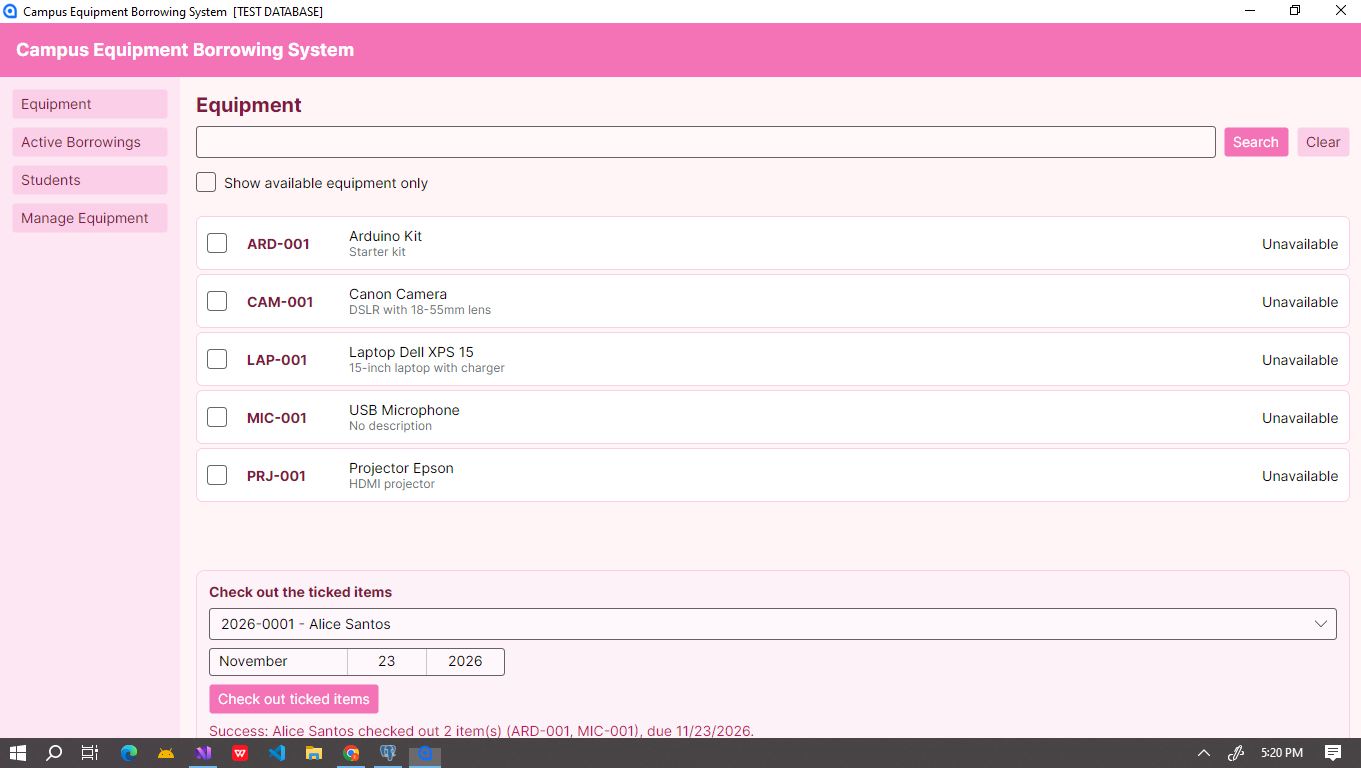 Campus Equipment Borrowing System [TEST DATABASE]
Campus Equipment Borrowing System
Equipment
Active Borrowings
Students
Manage Equipment
Equipment
Search
Clear
Show available equipment only
ARD-001
Arduino Kit
Starter kit
Unavailable
CAM-001
Canon Camera
DSLR with 18-55mm lens
Unavailable
LAP-001
Laptop Dell XPS 15
15-inch laptop with charger
Unavailable
MIC-001
USB Microphone
No description
Unavailable
PRJ-001
Projector Epson
HDMI projector
Unavailable
Check out the ticked items
2026-0001 - Alice Santos
November 23 2026
Check out ticked items
Success: Alice Santos checked out 2 item(s) (ARD-001, MIC-001), due 11/23/2026.
5:20 PM